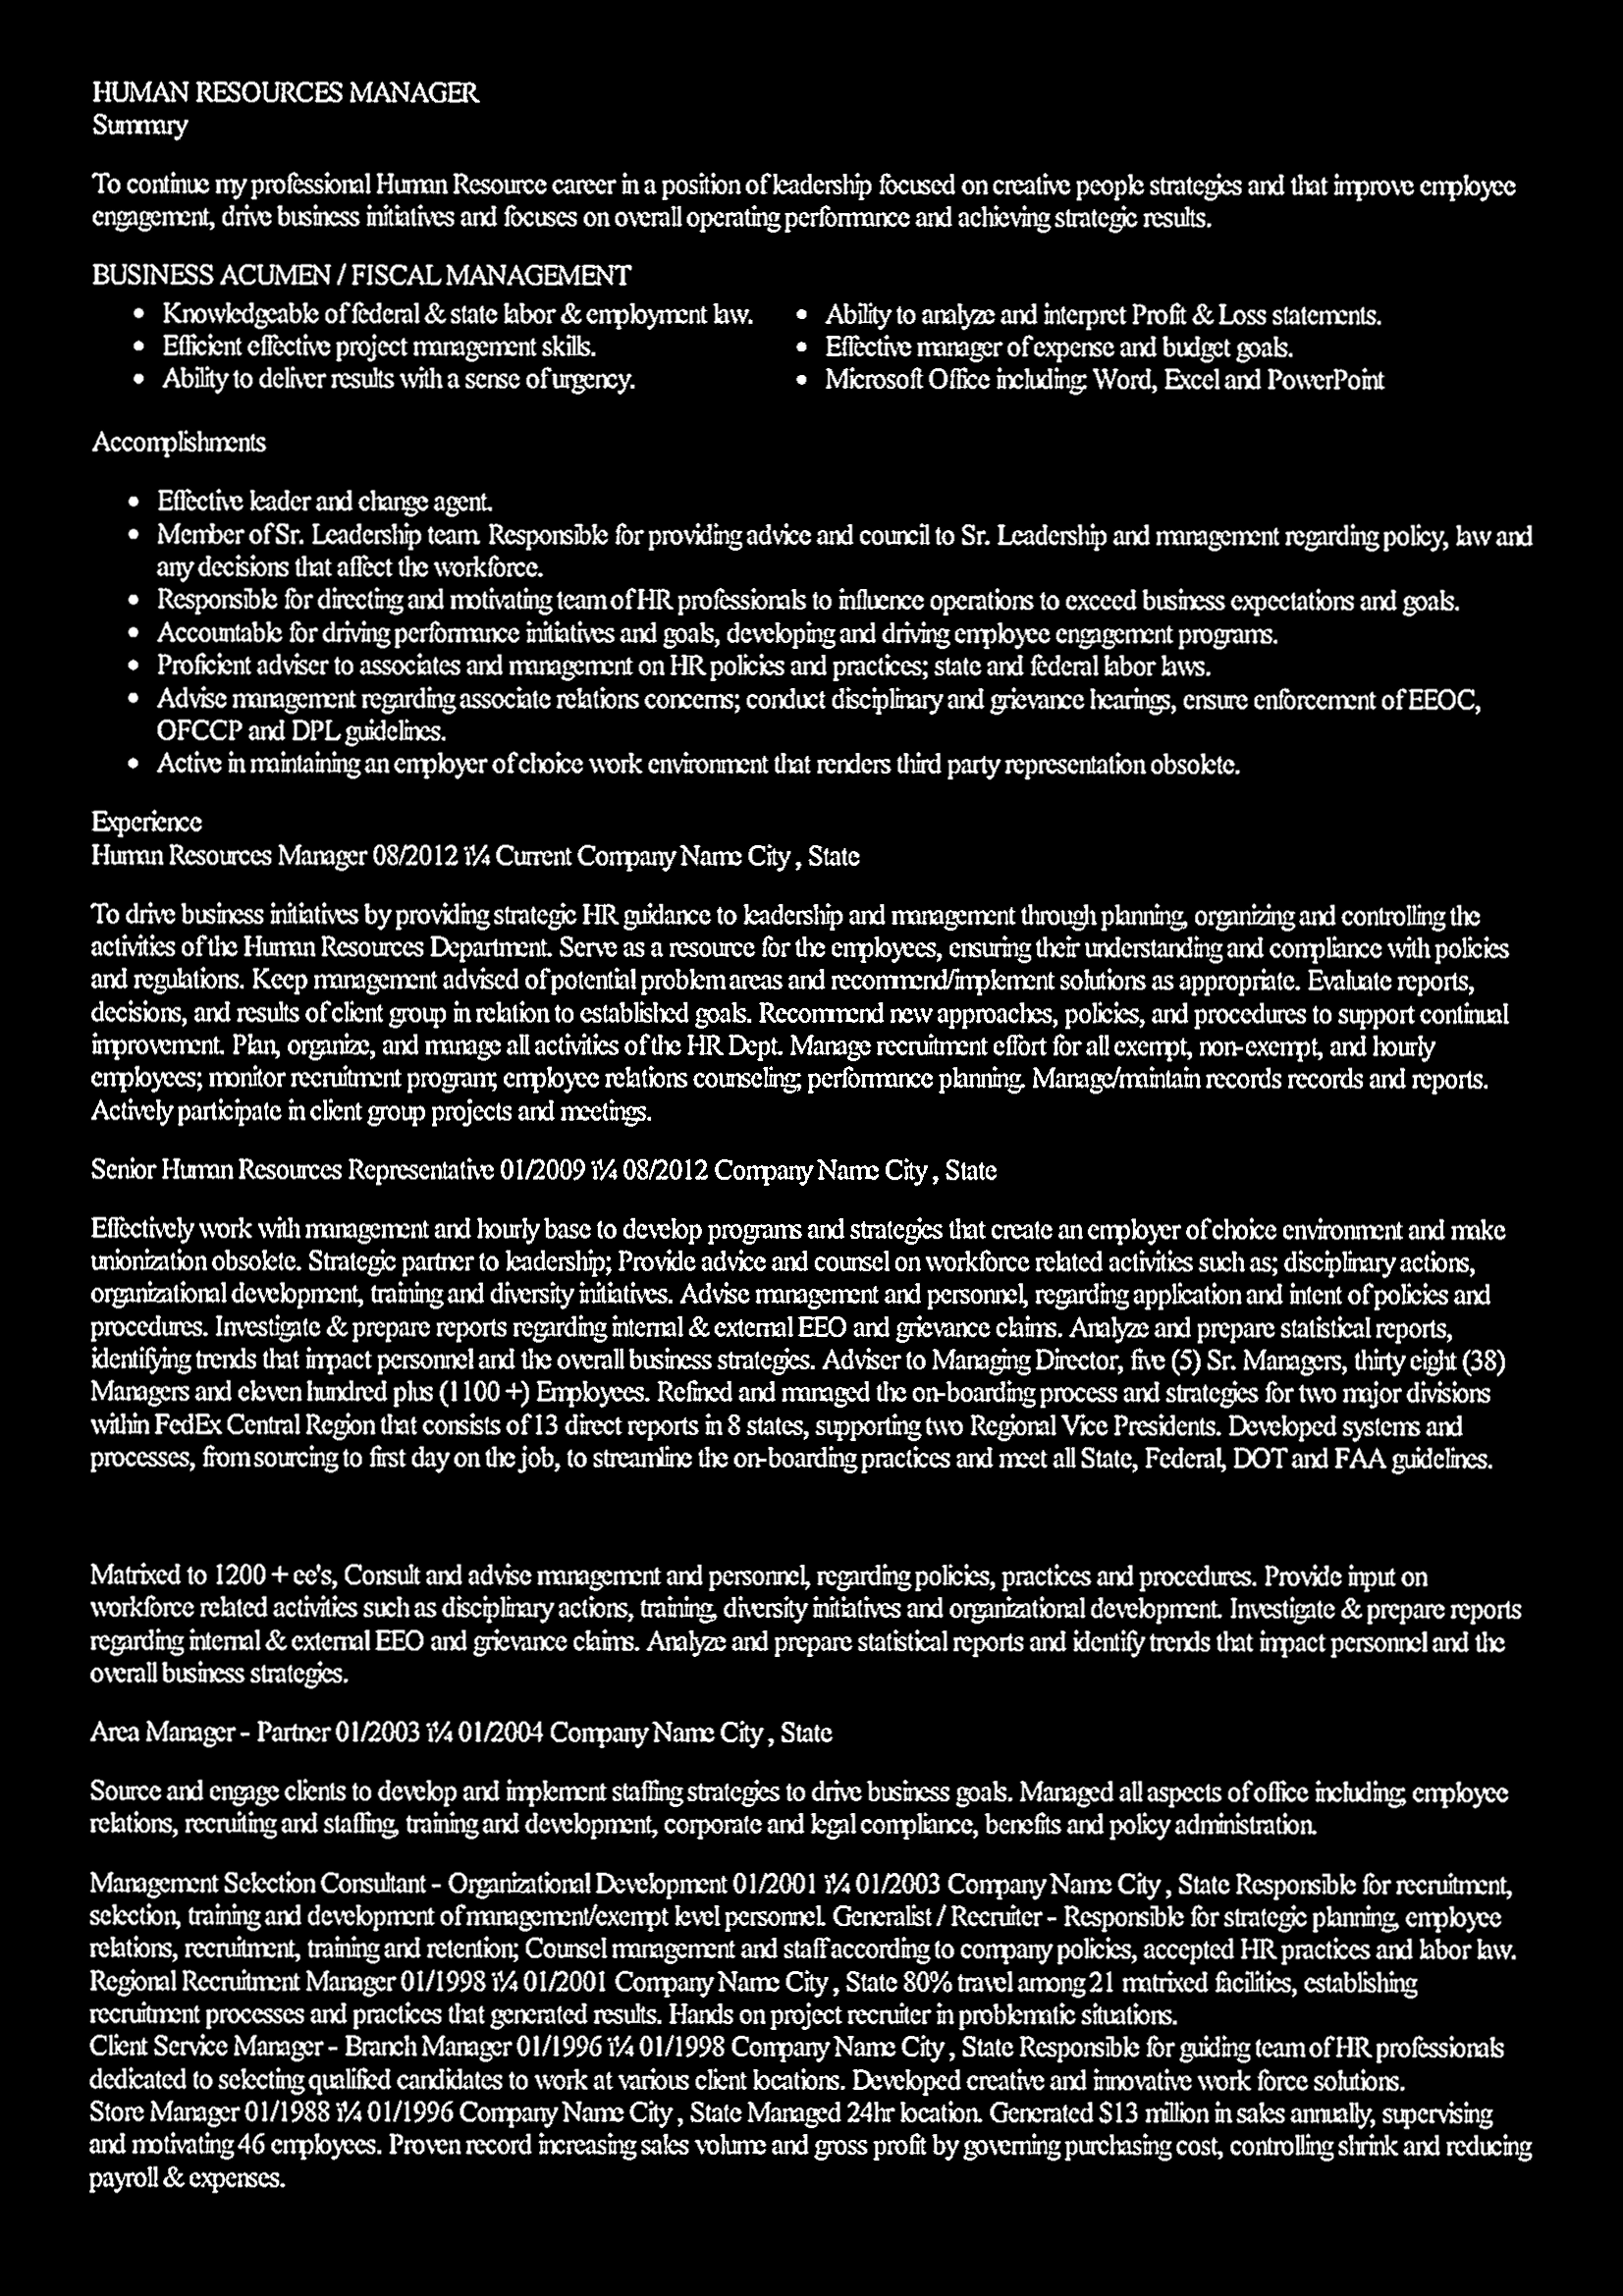 HUMAN RESOURCES MANAGER
Summary
To continue my professional Human Resource career in a position of leadership focused on creative people strategies and that improve employee
engagement, drive business initiatives and focuses on overall operating performance and achieving strategic results.
BUSINESS ACUMEN / FISCAL MANAGEMENT
• Knowledgeable of federal & state labor & employment law.
• Efficient effective project management skills.
• Ability to deliver results with a sense of urgency.
• Ability to analyze and interpret Profit & Loss statements.
• Effective manager of expense and budget goals.
• Microsoft Office including; Word, Excel and PowerPoint
Accomplishments
• Effective leader and change agent.
• Member of Sr. Leadership team. Responsible for providing advice and council to Sr. Leadership and management regarding policy, law and
any decisions that affect the workforce.
• Responsible for directing and motivating team of HR professionals to influence operations to exceed business expectations and goals.
• Accountable for driving performance initiatives and goals, developing and driving employee engagement programs.
• Proficient adviser to associates and management on HR policies and practices; state and federal labor laws.
• Advise management regarding associate relations concerns; conduct disciplinary and grievance hearings, ensure enforcement of EEOC,
OFCCP and DPL guidelines.
• Active in maintaining an employer of choice work environment that renders third party representation obsolete.
Experience
Human Resources Manager 08/2012 ï¼ Current Company Name City , State
To drive business initiatives by providing strategic HR guidance to leadership and management through planning, organizing and controlling the
activities of the Human Resources Department. Serve as a resource for the employees, ensuring their understanding and compliance with policies
and regulations. Keep management advised of potential problem areas and recommend/implement solutions as appropriate. Evaluate reports,
decisions, and results of client group in relation to established goals. Recommend new approaches, policies, and procedures to support continual
improvement. Plan, organize, and manage all activities of the HR Dept. Manage recruitment effort for all exempt, non-exempt, and hourly
employees; monitor recruitment program; employee relations counseling; performance planning. Manage/maintain records records and reports.
Actively participate in client group projects and meetings.
Senior Human Resources Representative 01/2009 ï¼ 08/2012 Company Name City , State
Effectively work with management and hourly base to develop programs and strategies that create an employer of choice environment and make
unionization obsolete. Strategic partner to leadership; Provide advice and counsel on workforce related activities such as; disciplinary actions,
organizational development, training and diversity initiatives. Advise management and personnel, regarding application and intent of policies and
procedures. Investigate & prepare reports regarding internal & external EEO and grievance claims. Analyze and prepare statistical reports,
identifying trends that impact personnel and the overall business strategies. Adviser to Managing Director, five (5) Sr. Managers, thirty eight (38)
Managers and eleven hundred plus (1100 +) Employees. Refined and managed the on-boarding process and strategies for two major divisions
within FedEx Central Region that consists of 13 direct reports in 8 states, supporting two Regional Vice Presidents. Developed systems and
processes, from sourcing to first day on the job, to streamline the on-boarding practices and meet all State, Federal, DOT and FAA guidelines.
Matrixed to 1200 + ee's, Consult and advise management and personnel, regarding policies, practices and procedures. Provide input on
workforce related activities such as disciplinary actions, training, diversity initiatives and organizational development. Investigate & prepare reports
regarding internal & external EEO and grievance claims. Analyze and prepare statistical reports and identify trends that impact personnel and the
overall business strategies.
Area Manager - Partner 01/2003 ï¼ 01/2004 Company Name City , State
Source and engage clients to develop and implement staffing strategies to drive business goals. Managed all aspects of office including; employee
relations, recruiting and staffing, training and development, corporate and legal compliance, benefits and policy administration.
Management Selection Consultant - Organizational Development 01/2001 ï¼ 01/2003 Company Name City , State Responsible for recruitment,
selection, training and development of management/exempt level personnel. Generalist / Recruiter - Responsible for strategic planning, employee
relations, recruitment, training and retention; Counsel management and staff according to company policies, accepted HR practices and labor law.
Regional Recruitment Manager 01/1998 ï¼ 01/2001 Company Name City , State 80% travel among 21 matrixed facilities, establishing
recruitment processes and practices that generated results. Hands on project recruiter in problematic situations.
Client Service Manager - Branch Manager 01/1996 ï¼ 01/1998 Company Name City , State Responsible for guiding team of HR professionals
dedicated to selecting qualified candidates to work at various client locations. Developed creative and innovative work force solutions.
Store Manager 01/1988 ï¼ 01/1996 Company Name City , State Managed 24hr location. Generated $13 million in sales annually, supervising
and motivating 46 employees. Proven record increasing sales volume and gross profit by governing purchasing cost, controlling shrink and reducing
payroll & expenses.